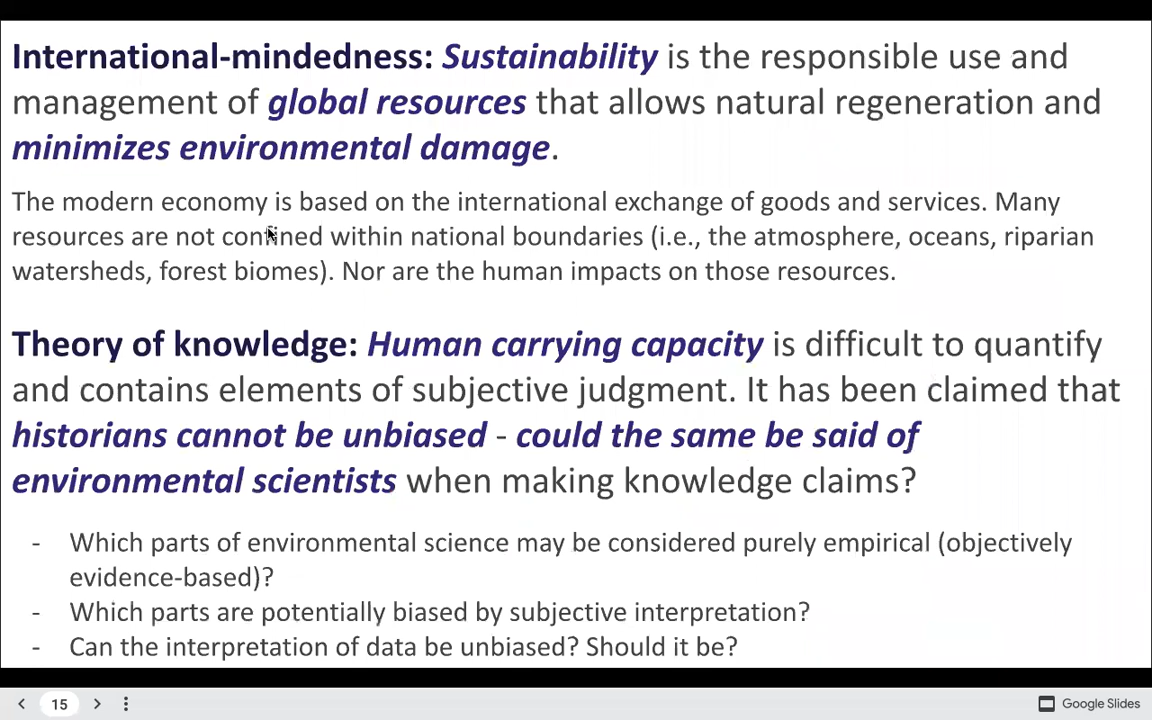 International-mindedness: Sustainability is the responsible use and
management of global resources that allows natural regeneration and
minimizes environmental damage.
The modern economy is based on the international exchange of goods and services. Many
resources are not confined within national boundaries (i.e., the atmosphere, oceans, riparian
watersheds, forest biomes). Nor are the human impacts on those resources.
Theory of knowledge: Human carrying capacity is difficult to quantify
and contains elements of subjective judgment. It has been claimed that
historians cannot be unbiased - could the same be said of
environmental scientists when making knowledge claims?
- Which parts of environmental science may be considered purely empirical (objectively
evidence-based)?
- Which parts are potentially biased by subjective interpretation?
- Can the interpretation of data be unbiased? Should it be?
15
Google Slides